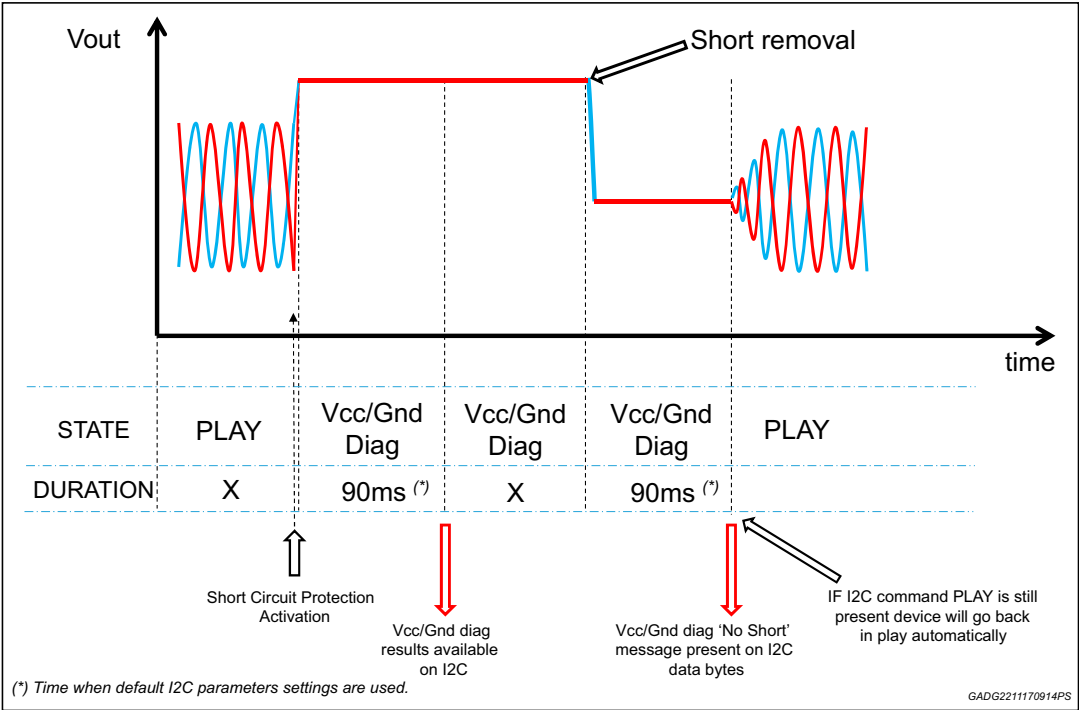 Vout
Short removal
time
STATE
PLAY
Vcc/Gnd
Diag
Vcc/Gnd
Diag
Vcc/Gnd
Diag
PLAY
DURATION
X
90ms (*)
X
90ms (*)
Short Circuit Protection
Activation
Vcc/Gnd diag
results available
on I2C
Vcc/Gnd diag ‘No Short’
message present on I2C
data bytes
IF I2C command PLAY is still
present device will go back
in play automatically
(*) Time when default I2C parameters settings are used.
GADG2211170914PS